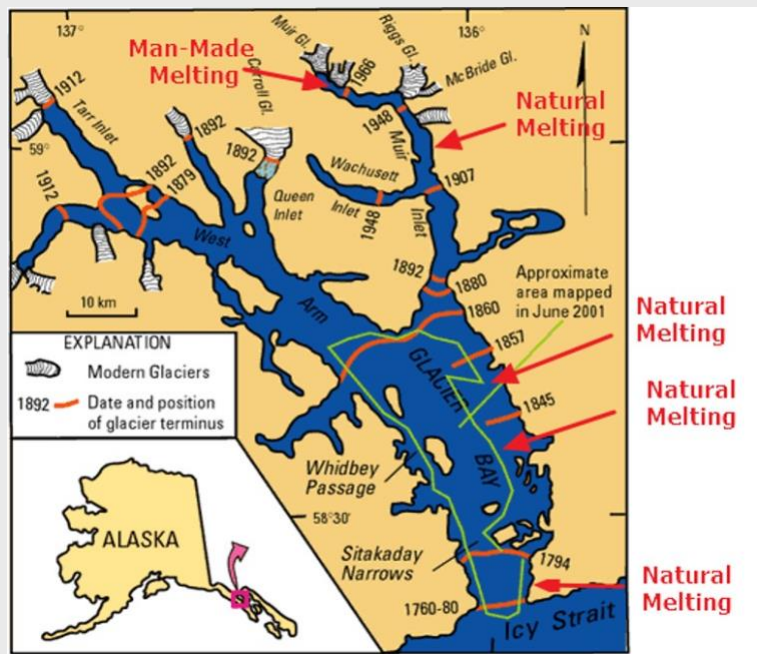 137°
136°
Man-Made
Melting
Muir Gl.
Riggs Gl.
McBride Gl.
Carroll Gl.
1966
N
1912
Tarr Inlet
1892
1948
Muir
Natural
Melting
59°
1892
Wachusett
1892
1879
1907
1912
Queen
Inlet
Inlet
1948
Inlet
West
1892
1880
Approximate
area mapped
in June 2001
10 km
Arm
1860
Natural
Melting
EXPLANATION
Modern Glaciers
1892
Date and position
of glacier terminus
GLACIER
1857
Natural
Melting
1845
BAY
Whidbey
Passage
58°30'
ALASKA
Sitakaday
Narrows
1794
Natural
Melting
1760-80
Icy Strait